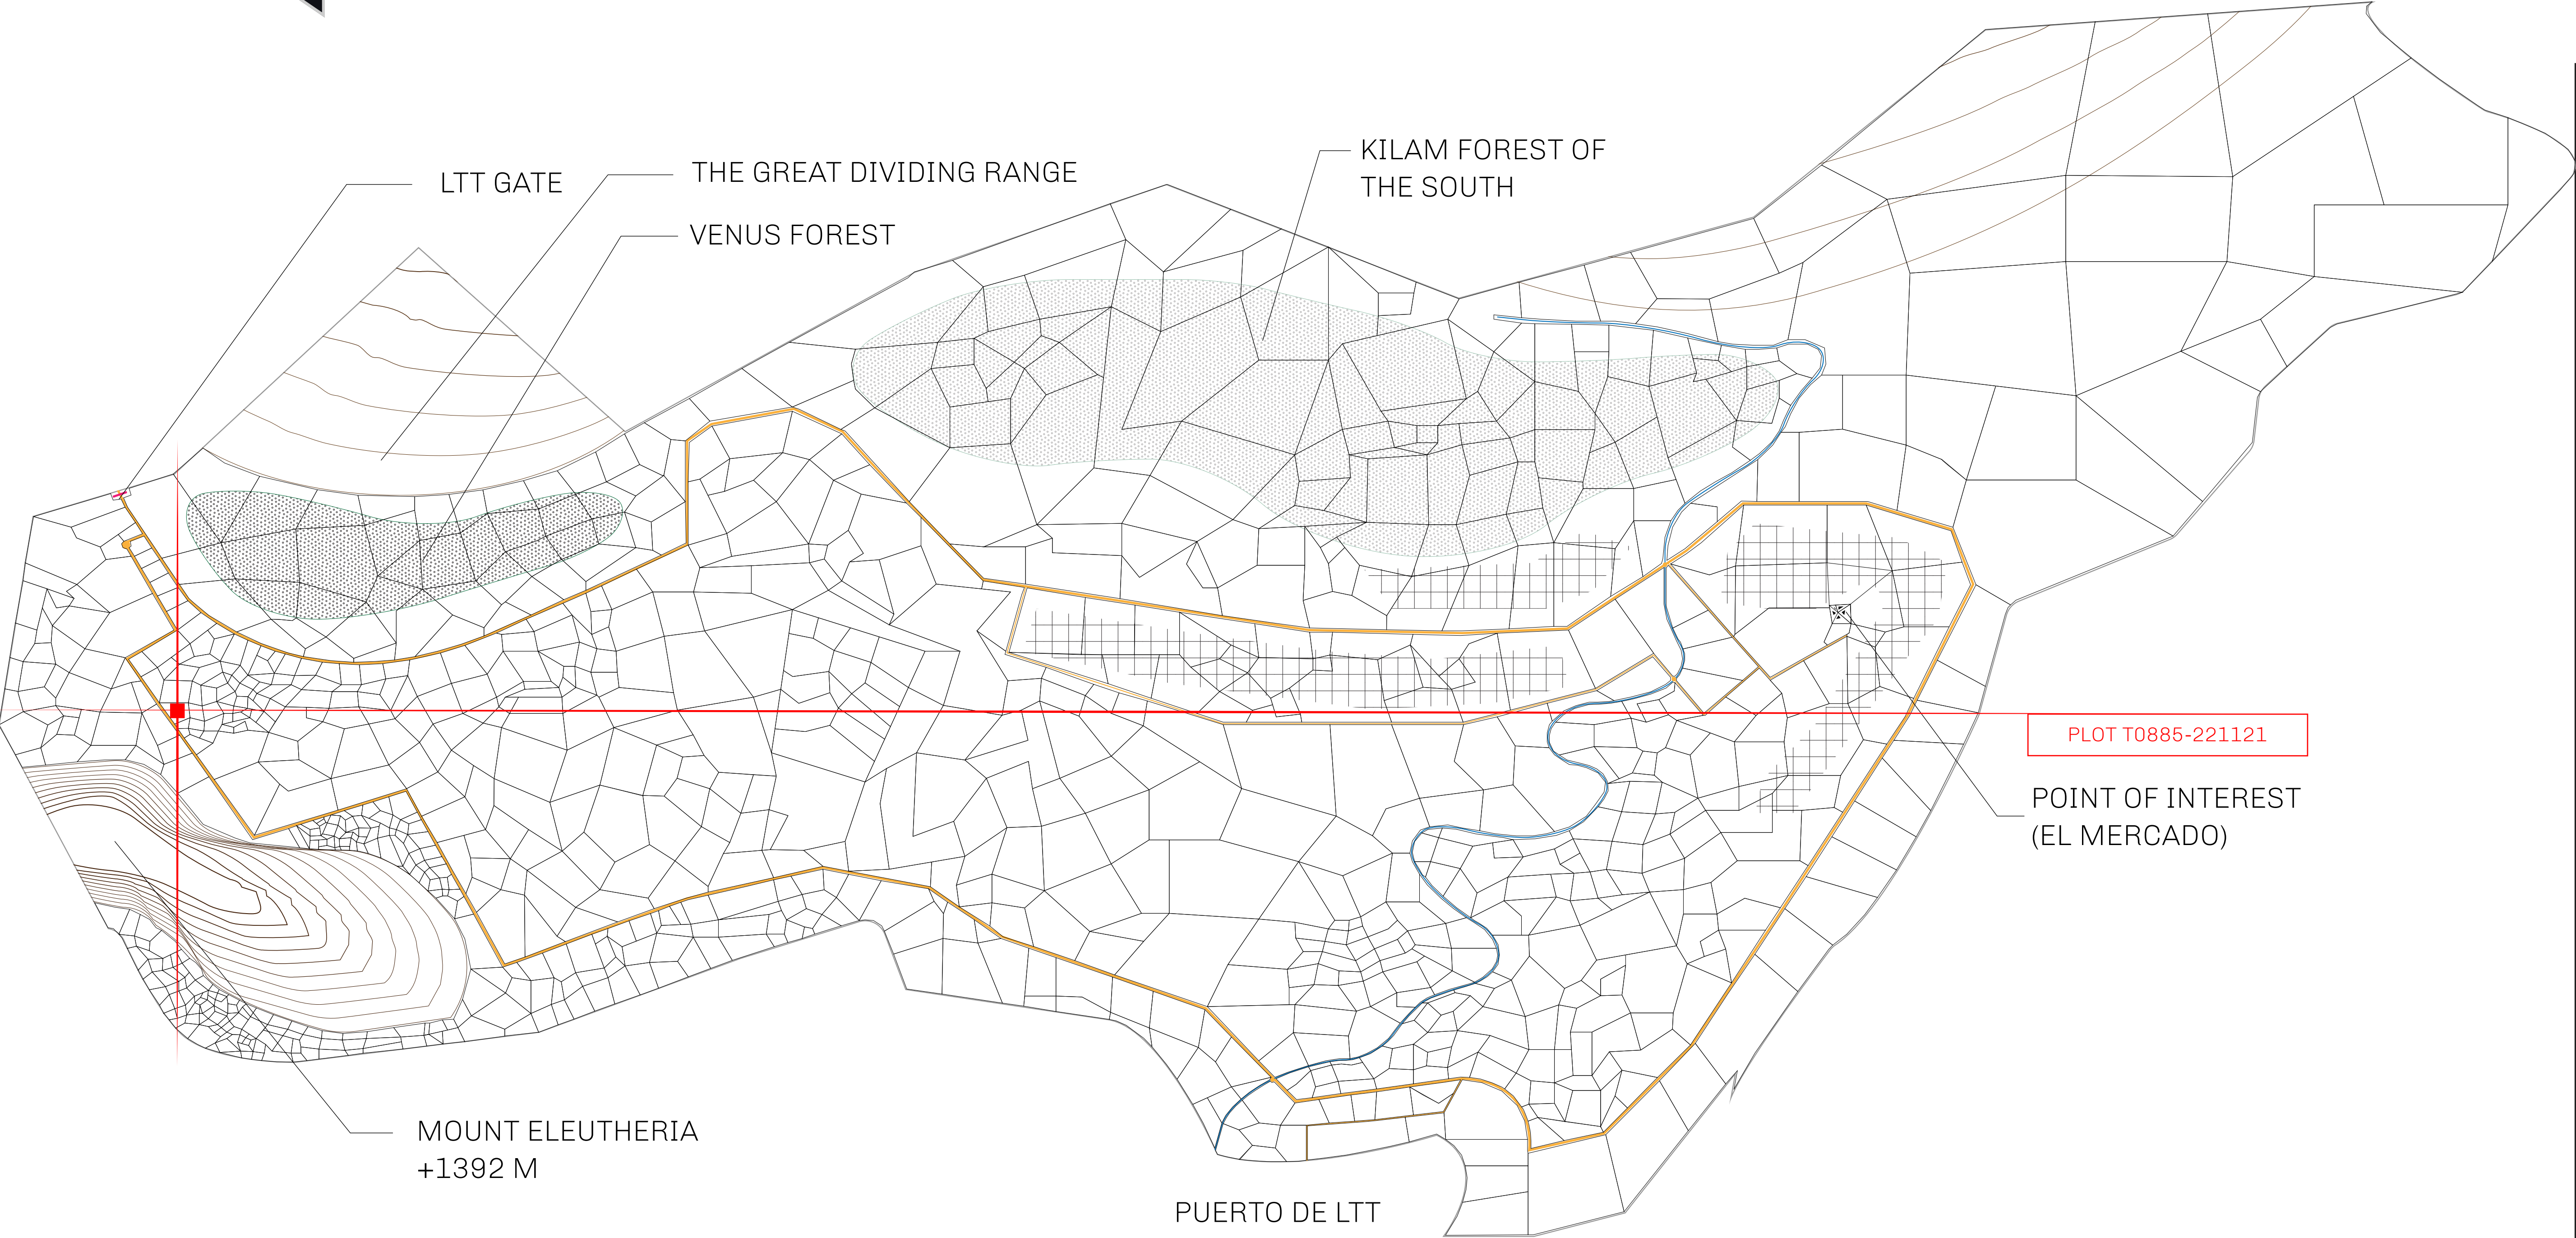 KILAM FOREST OF
THE SOUTH
THE GREAT DIVIDING RANGE
LTT GATE
VENUS FOREST
PLOT T0885-221121
POINT OF INTEREST
(EL MERCADO)
MOUNT ELEUTHERIA
+1392 M
PUERTO DE LTT